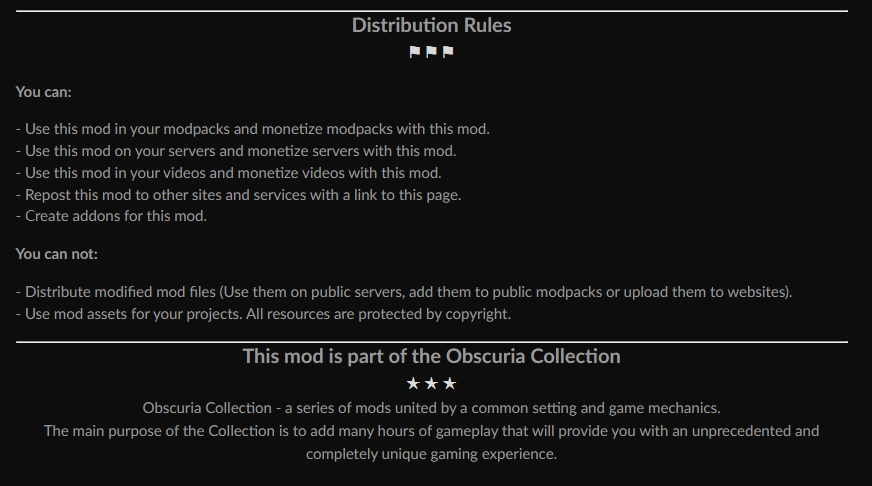 Distribution Rules
You can:
- Use this mod in your modpacks and monetize modpacks with this mod.
- Use this mod on your servers and monetize servers with this mod.
- Use this mod in your videos and monetize videos with this mod.
- Repost this mod to other sites and services with a link to this page.
- Create addons for this mod.
You can not:
- Distribute modified mod files (Use them on public servers, add them to public modpacks or upload them to websites).
- Use mod assets for your projects. All resources are protected by copyright.
This mod is part of the Obscuria Collection
★ ★ ★
Obscuria Collection - a series of mods united by a common setting and game mechanics.
The main purpose of the Collection is to add many hours of gameplay that will provide you with an unprecedented and
completely unique gaming experience.